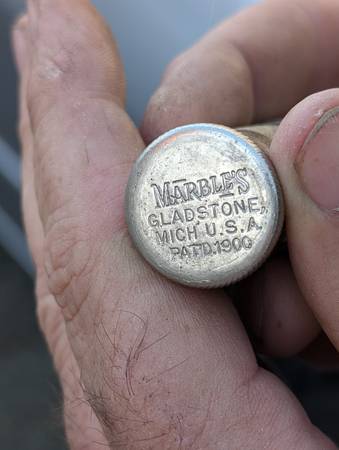 MARBLE'S
GLADSTONE,
MICH U.S.A.
PAT'D.1900